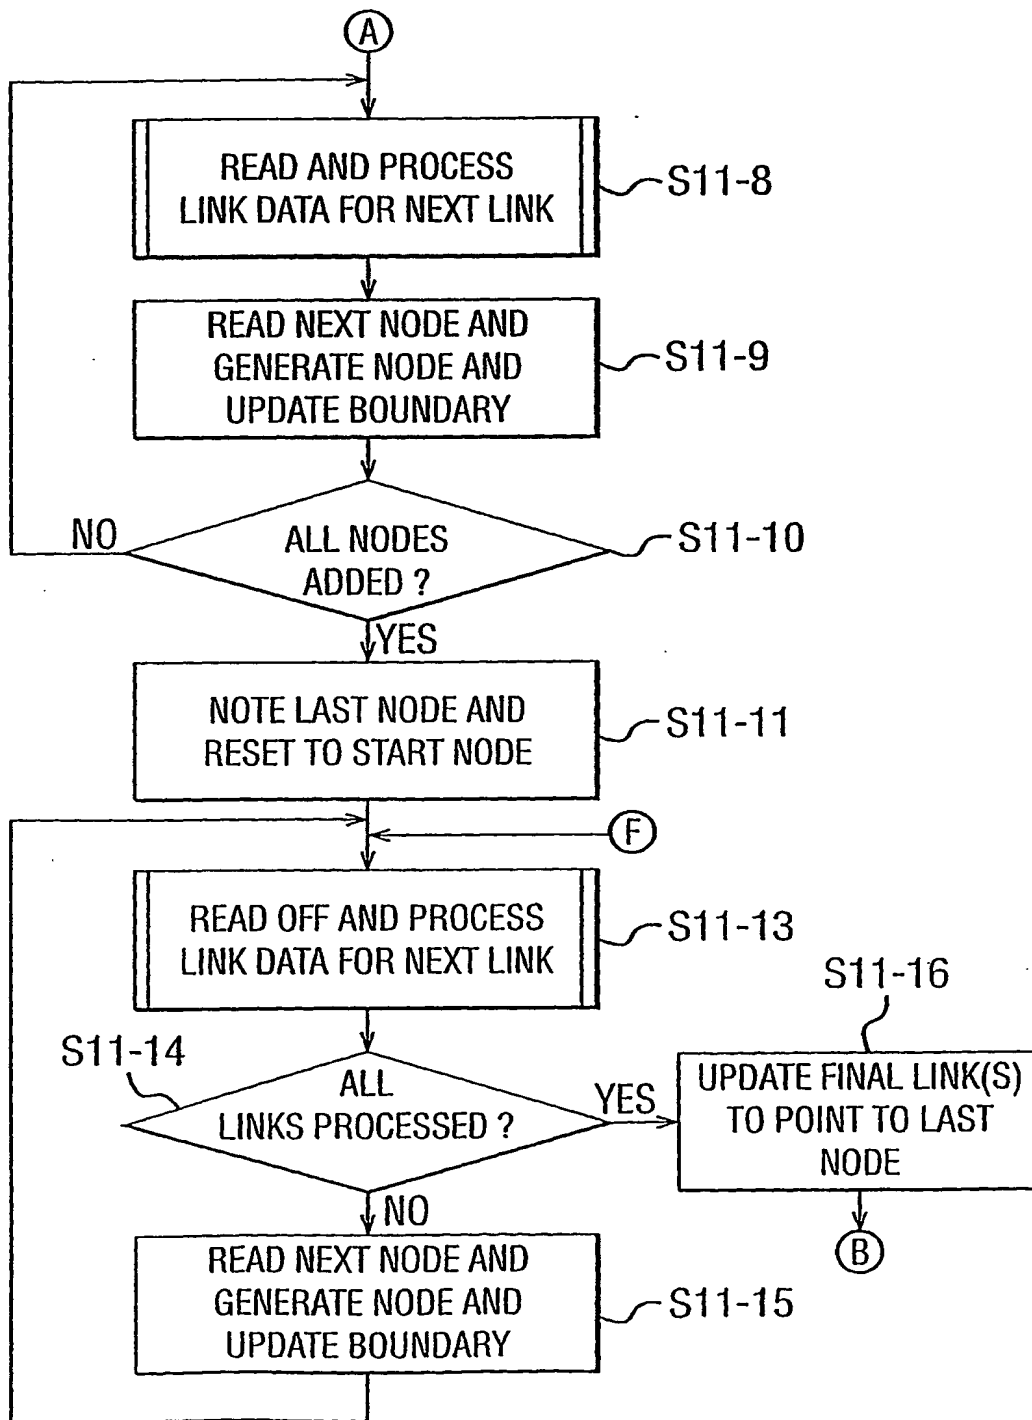 A
READ AND PROCESS
LINK DATA FOR NEXT LINK
S11-8
READ NEXT NODE AND
GENERATE NODE AND
UPDATE BOUNDARY
S11-9
NO
ALL NODES
ADDED ?
S11-10
YES
NOTE LAST NODE AND
RESET TO START NODE
S11-11
F
READ OFF AND PROCESS
LINK DATA FOR NEXT LINK
S11-13
S11-16
S11-14
ALL
LINKS PROCESSED ?
YES
UPDATE FINAL LINK(S)
TO POINT TO LAST
NODE
NO
B
READ NEXT NODE AND
GENERATE NODE AND
UPDATE BOUNDARY
S11-15